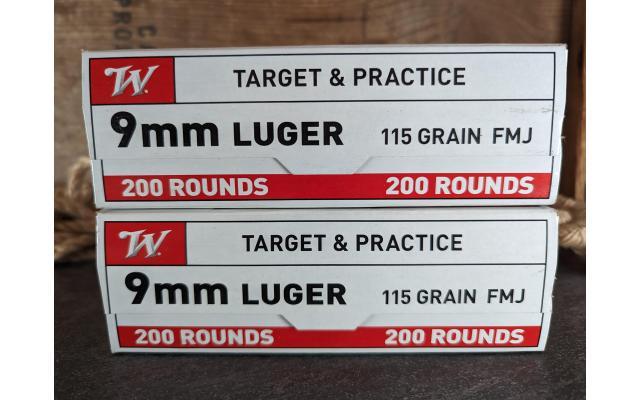 W
TARGET & PRACTICE
9mm LUGER 115 GRAIN FMJ
200 ROUNDS 200 ROUNDS
W
TARGET & PRACTICE
9mm LUGER 115 GRAIN FMJ
200 ROUNDS 200 ROUNDS